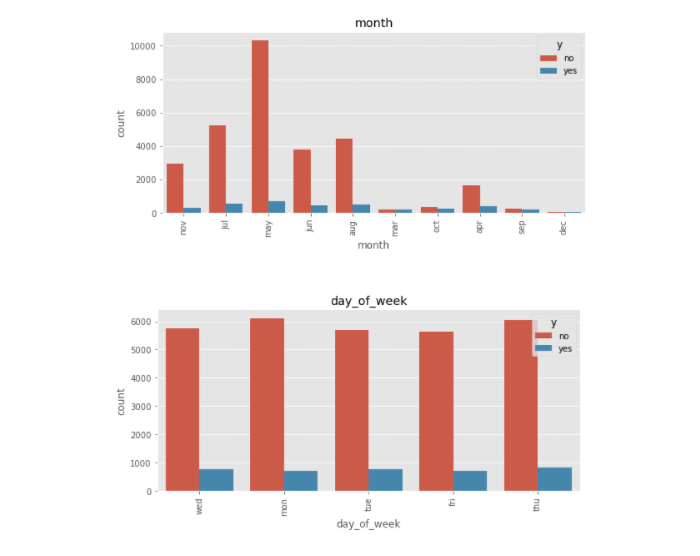 month
y
no
yes
10000
8000
6000
4000
2000
0
count
nov
jul
may
jun
aug
mar
oct
apr
sep
dec
month
day_of_week
y
no
yes
6000
5000
4000
3000
2000
1000
0
count
wed
mon
tue
fri
thu
day_of_week